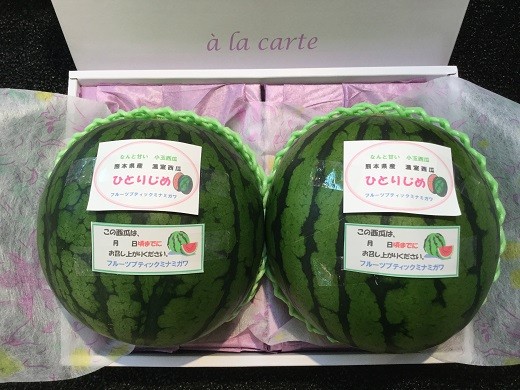 à la carte
なんと甘い 小玉西瓜
熊本県産 温室西瓜
ひとりじめ
フルーツブティックミナミガワ
この西瓜は、
月 日頃までに
お召し上がりください。
フルーツブティックミナミガワ
なんと甘い 小玉西瓜
熊本県産 温室西瓜
ひとりじめ
フルーツブティックミナミガワ
この西瓜は、
月 日頃までに
お召し上がりください。
フルーツブティックミナミガワ